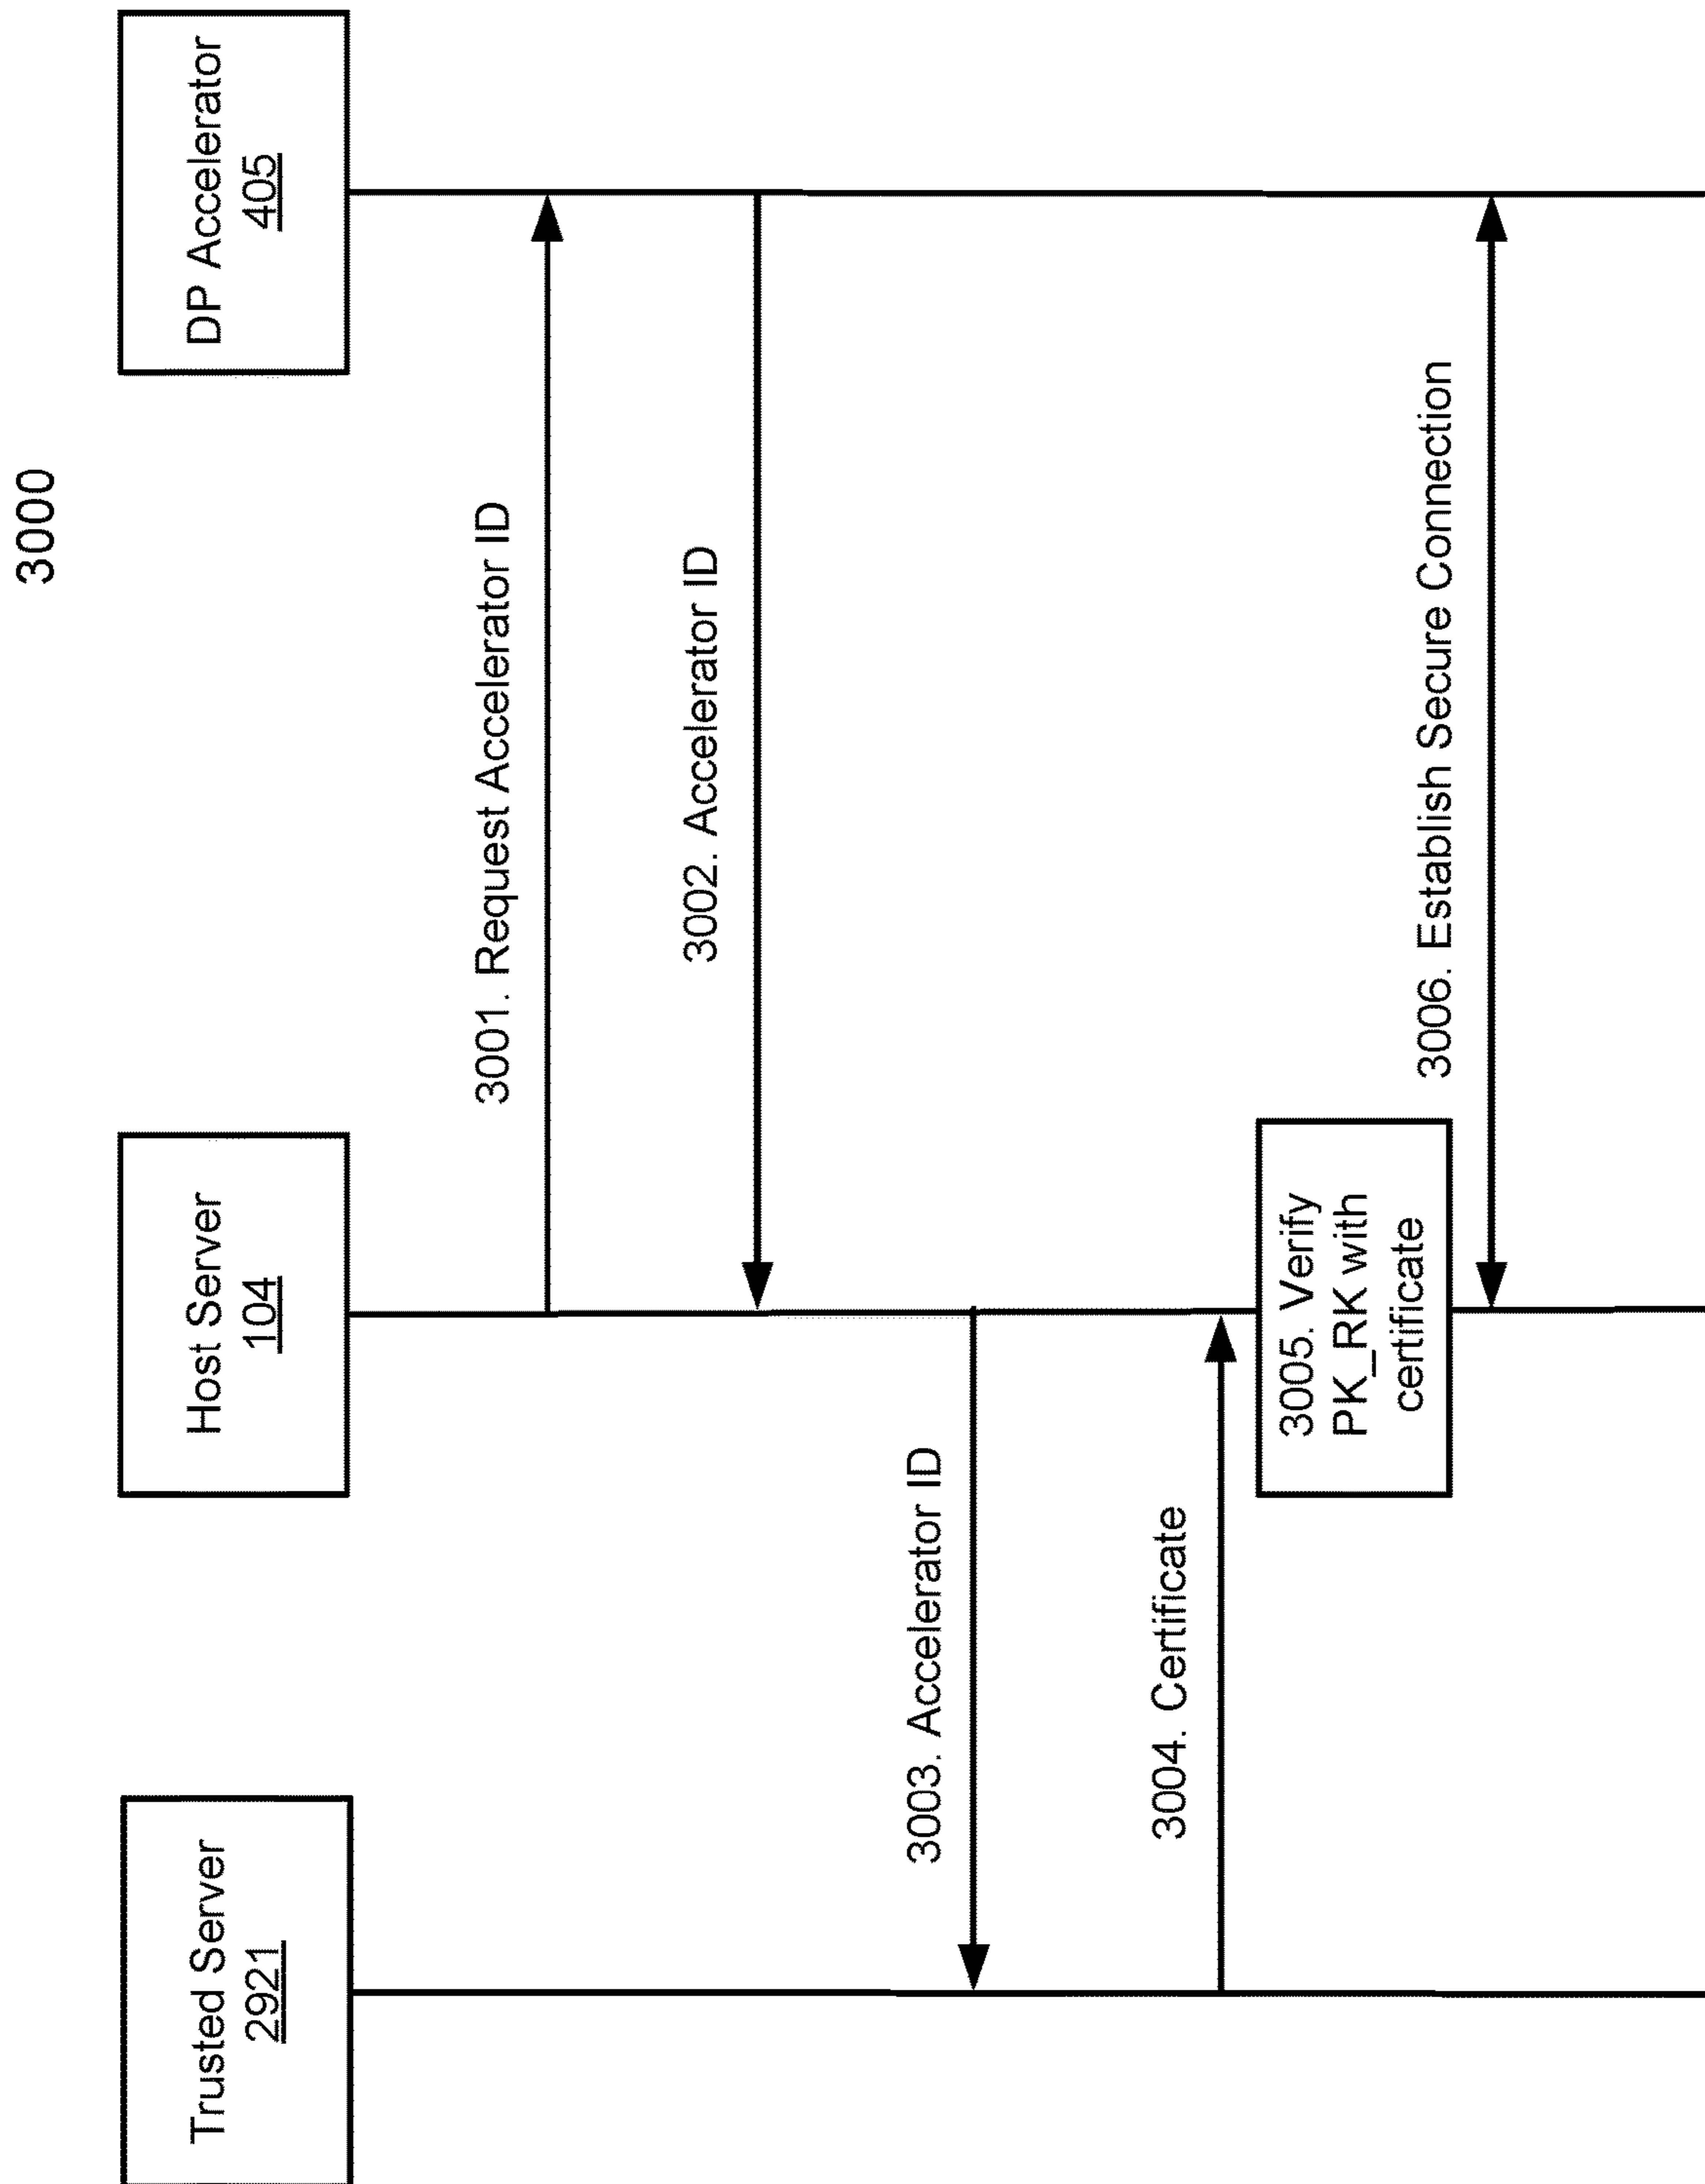 3000
Trusted Server
2921
Host Server
104
DP Accelerator
405
3001. Request Accelerator ID
3002. Accelerator ID
3003. Accelerator ID
3004. Certificate
3005. Verify
PK_RK with
certificate
3006. Establish Secure Connection